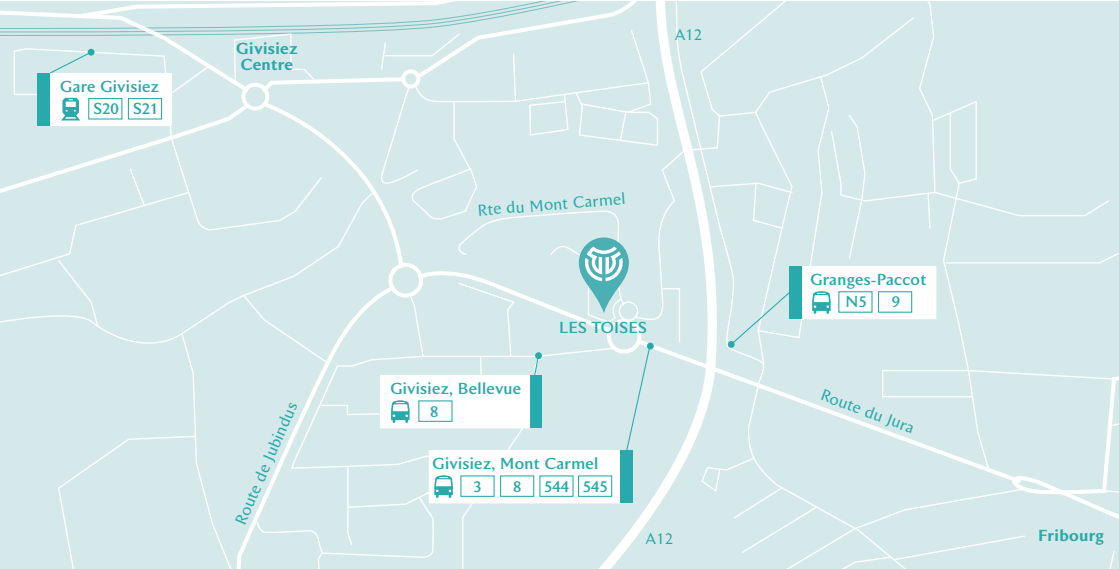 A12
Givisiez
Centre
Gare Givisiez
S20 S21
Rte du Mont Carmel
Granges-Paccot
N5 9
LES TOISES
Givisiez, Bellevue
8
Route du Jura
Route de Jubindus
Givisiez, Mont Carmel
3 8 544 545
A12
Fribourg